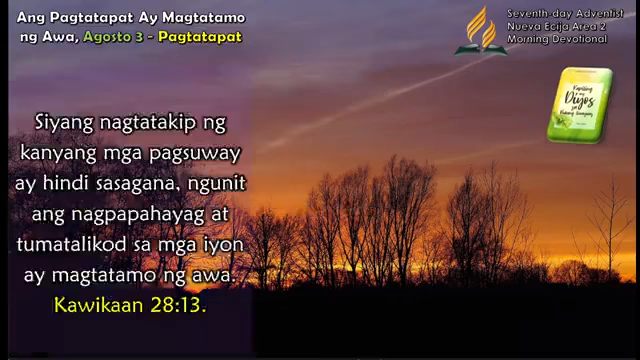 Ang Pagtatapat Ay Magtatamo
ng Awa, Agosto 3 - Pagtatapat
Seventh-day Adventist
Nueva Ecija Area 2
Morning Devotional
Diyos
Siyang nagtatakip ng
kanyang mga pagsuway
ay hindi sasagana, ngunit
ang nagpapahayag at
tumatalikod sa mga iyon
ay magtatamo ng awa.
Kawikaan 28:13.